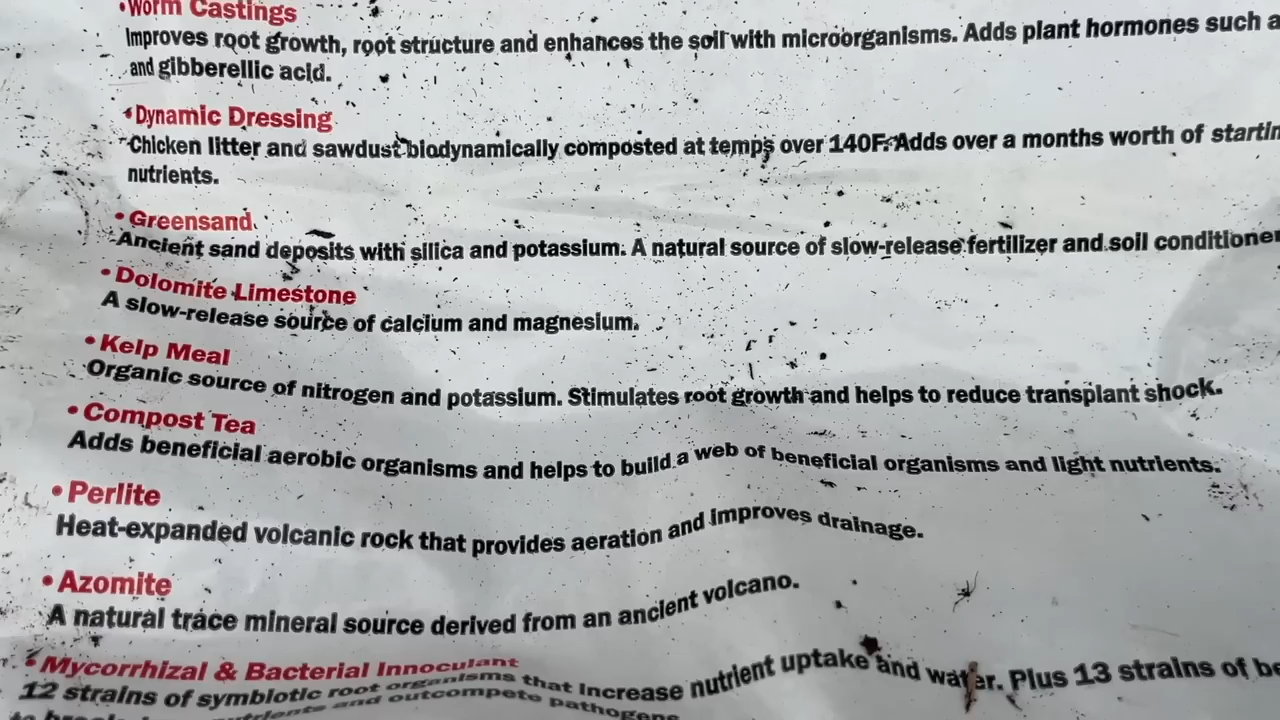 •Worm Castings
Improves root growth, root structure and enhances the soil with microorganisms. Adds plant hormones such a
and gibberellic acid.
•Dynamic Dressing
Chicken litter and sawdust biodynamically composted at temps over 140F. Adds over a months worth of startin
nutrients.
•Greensand
Ancient sand deposits with silica and potassium. A natural source of slow-release fertilizer and soil conditioner
•Dolomite Limestone
A slow-release source of calcium and magnesium.
•Kelp Meal
Organic source of nitrogen and potassium. Stimulates root growth and helps to reduce transplant shock.
•Compost Tea
Adds beneficial aerobic organisms and helps to build a web of beneficial organisms and light nutrients.
•Perlite
Heat-expanded volcanic rock that provides aeration and improves drainage.
•Azomite
A natural trace mineral source derived from an ancient volcano.
•Mycorrhizal & Bacterial Innoculant
12 strains of symbiotic root organisms that increase nutrient uptake and water. Plus 13 strains of be
nutrients and outcompete pathogens